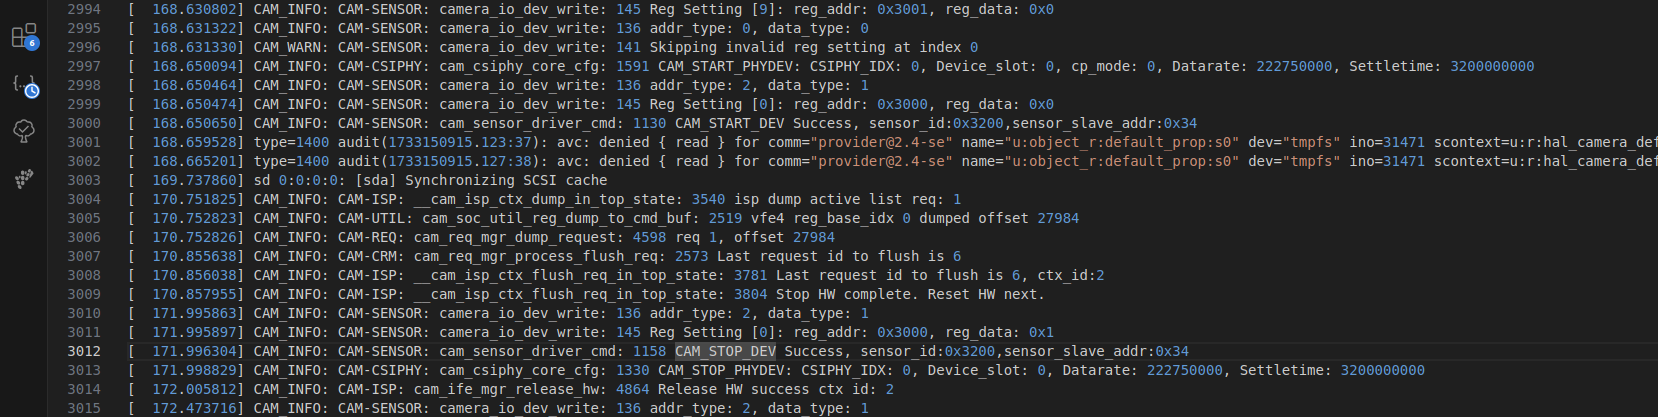 2994 [  168.630802] CAM_INFO: CAM-SENSOR: camera_io_dev_write: 145 Reg Setting [9]: reg_addr: 0x3001, reg_data: 0x0
2995 [  168.631322] CAM_INFO: CAM-SENSOR: camera_io_dev_write: 136 addr_type: 0, data_type: 0
2996 [  168.631330] CAM_WARN: CAM-SENSOR: camera_io_dev_write: 141 Skipping invalid reg setting at index 0
2997 [  168.650094] CAM_INFO: CAM-CSIPHY: cam_csiphy_core_cfg: 1591 CAM_START_PHYDEV: CSIPHY_IDX: 0, Device_slot: 0, cp_mode: 0, Datarate: 222750000, Settletime: 3200000000
2998 [  168.650464] CAM_INFO: CAM-SENSOR: camera_io_dev_write: 136 addr_type: 2, data_type: 1
2999 [  168.650474] CAM_INFO: CAM-SENSOR: camera_io_dev_write: 145 Reg Setting [0]: reg_addr: 0x3000, reg_data: 0x0
3000 [  168.650650] CAM_INFO: CAM-SENSOR: cam_sensor_driver_cmd: 1130 CAM_START_DEV Success, sensor_id:0x3200,sensor_slave_addr:0x34
3001 [  168.659528] type=1400 audit(1733150915.123:37): avc: denied { read } for comm="provider@2.4-se" name="u:object_r:default_prop:s0" dev="tmpfs" ino=31471 scontext=u:r:hal_camera_def
3002 [  168.665201] type=1400 audit(1733150915.127:38): avc: denied { read } for comm="provider@2.4-se" name="u:object_r:default_prop:s0" dev="tmpfs" ino=31471 scontext=u:r:hal_camera_def
3003 [  169.737860] sd 0:0:0:0: [sda] Synchronizing SCSI cache
3004 [  170.751825] CAM_INFO: CAM-ISP: __cam_isp_ctx_dump_in_top_state: 3540 isp dump active list req: 1
3005 [  170.752823] CAM_INFO: CAM-UTIL: cam_soc_util_reg_dump_to_cmd_buf: 2519 vfe4 reg_base_idx 0 dumped offset 27984
3006 [  170.752826] CAM_INFO: CAM-REQ: cam_req_mgr_dump_request: 4598 req 1, offset 27984
3007 [  170.855638] CAM_INFO: CAM-CRM: cam_req_mgr_process_flush_req: 2573 Last request id to flush is 6
3008 [  170.856038] CAM_INFO: CAM-ISP: __cam_isp_ctx_flush_req_in_top_state: 3781 Last request id to flush is 6, ctx_id:2
3009 [  170.857955] CAM_INFO: CAM-ISP: __cam_isp_ctx_flush_req_in_top_state: 3804 Stop HW complete. Reset HW next.
3010 [  171.995863] CAM_INFO: CAM-SENSOR: camera_io_dev_write: 136 addr_type: 2, data_type: 1
3011 [  171.995897] CAM_INFO: CAM-SENSOR: camera_io_dev_write: 145 Reg Setting [0]: reg_addr: 0x3000, reg_data: 0x1
3012 [  171.996304] CAM_INFO: CAM-SENSOR: cam_sensor_driver_cmd: 1158 CAM_STOP_DEV Success, sensor_id:0x3200,sensor_slave_addr:0x34
3013 [  171.998829] CAM_INFO: CAM-CSIPHY: cam_csiphy_core_cfg: 1330 CAM_STOP_PHYDEV: CSIPHY_IDX: 0, Device_slot: 0, Datarate: 222750000, Settletime: 3200000000
3014 [  172.005812] CAM_INFO: CAM-ISP: cam_ife_mgr_release_hw: 4864 Release HW success ctx id: 2
3015 [  172.473716] CAM_INFO: CAM-SENSOR: camera_io_dev_write: 136 addr_type: 2, data_type: 1
6